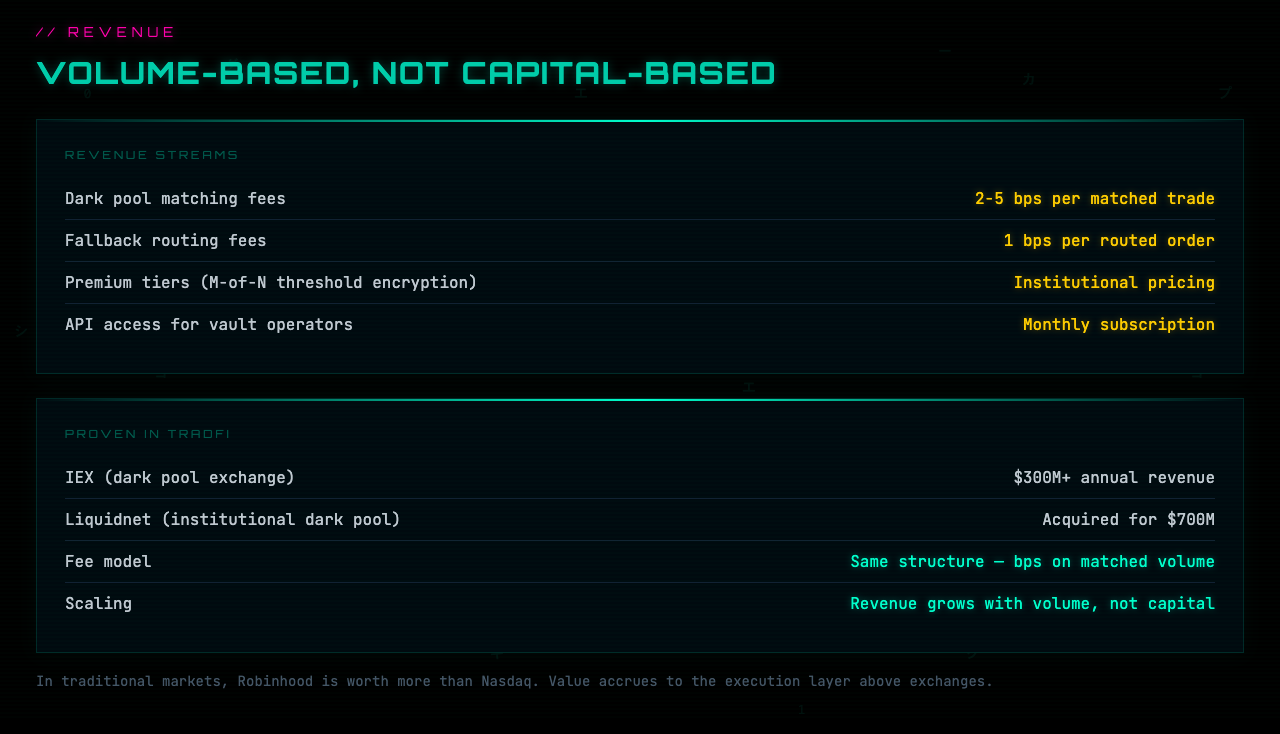 // REVENUE
VOLUME-BASED, NOT CAPITAL-BASED
REVENUE STREAMS
Dark pool matching fees 2-5 bps per matched trade
Fallback routing fees 1 bps per routed order
Premium tiers (M-of-N threshold encryption) Institutional pricing
API access for vault operators Monthly subscription
PROVEN IN TRADFI
IEX (dark pool exchange) $300M+ annual revenue
Liquidnet (institutional dark pool) Acquired for $700M
Fee model Same structure — bps on matched volume
Scaling Revenue grows with volume, not capital
In traditional markets, Robinhood is worth more than Nasdaq. Value accrues to the execution layer above exchanges.